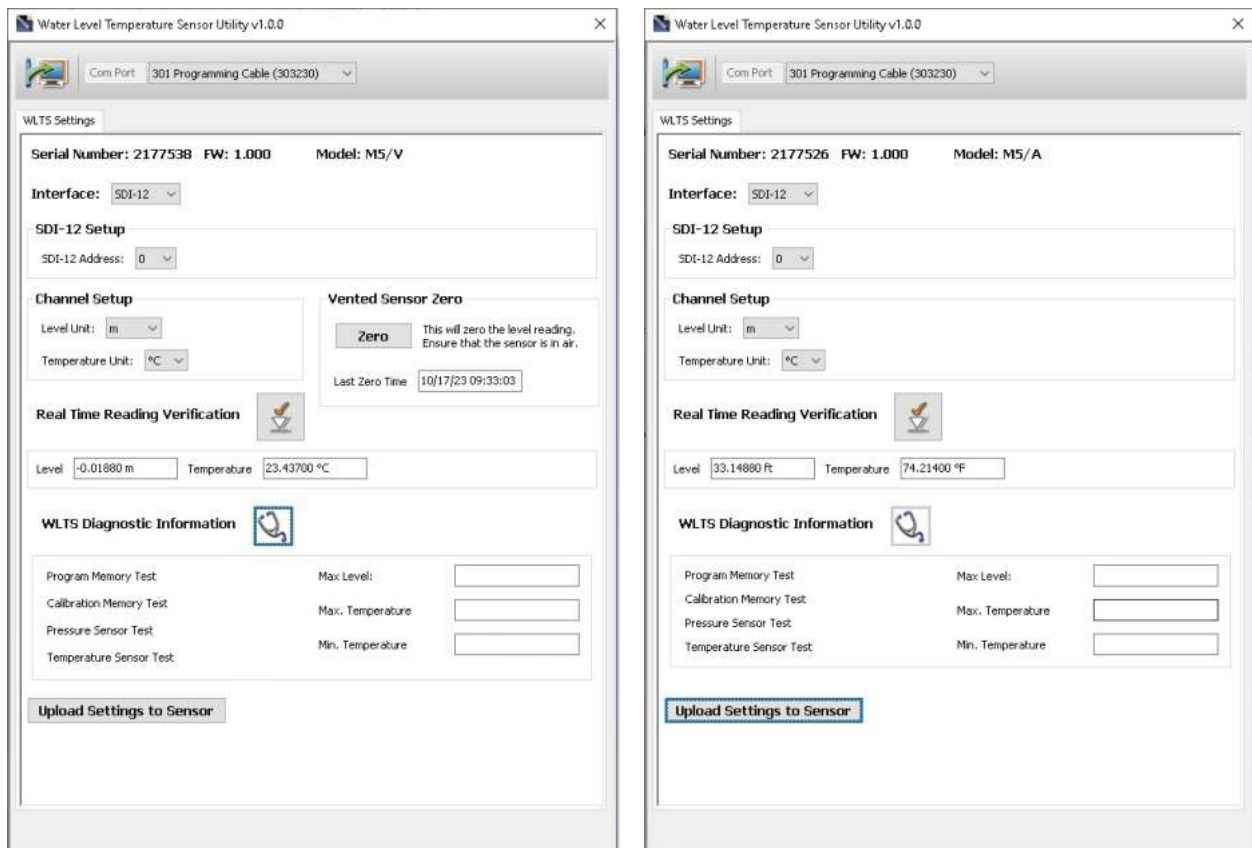 Water Level Temperature Sensor Utility v1.0.0
Com Port 301 Programming Cable (303230)
WLTS Settings
Serial Number: 2177538 FW: 1.000 Model: M5/V
Interface: SDI-12
SDI-12 Setup
SDI-12 Address: 0
Channel Setup
Level Unit: m
Temperature Unit: °C
Vented Sensor Zero
Zero
This will zero the level reading.
Ensure that the sensor is in air.
Last Zero Time 10/17/23 09:33:03
Real Time Reading Verification
Level -0.01880 m Temperature 23.43700 °C
WLTS Diagnostic Information
Program Memory Test
Calibration Memory Test
Pressure Sensor Test
Temperature Sensor Test
Max Level:
Max. Temperature
Min. Temperature
Upload Settings to Sensor
Water Level Temperature Sensor Utility v1.0.0
Com Port 301 Programming Cable (303230)
WLTS Settings
Serial Number: 2177526 FW: 1.000 Model: M5/A
Interface: SDI-12
SDI-12 Setup
SDI-12 Address: 0
Channel Setup
Level Unit: m
Temperature Unit: °C
Real Time Reading Verification
Level 33.14880 ft Temperature 74.21400 °F
WLTS Diagnostic Information
Program Memory Test
Calibration Memory Test
Pressure Sensor Test
Temperature Sensor Test
Max Level:
Max. Temperature
Min. Temperature
Upload Settings to Sensor